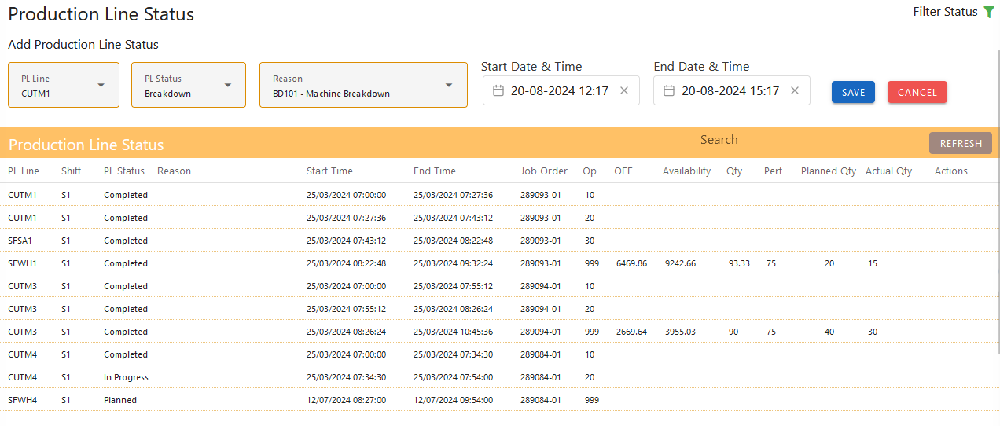 Production Line Status
Filter Status
Add Production Line Status
Start Date & Time End Date & Time
PL Line PL Status Reason
CUTM1 Breakdown BD101 - Machine Breakdown
20-08-2024 12:17 20-08-2024 15:17 SAVE CANCEL
Production Line Status Search REFRESH
PL Line Shift PL Status Reason Start Time End Time Job Order Op OEE Availability Qty Perf Planned Qty Actual Qty Actions
CUTM1 S1 Completed 25/03/2024 07:00:00 25/03/2024 07:27:36 289093-01 10
CUTM1 S1 Completed 25/03/2024 07:27:36 25/03/2024 07:43:12 289093-01 20
SFSA1 S1 Completed 25/03/2024 07:43:12 25/03/2024 08:22:48 289093-01 30
SFWH1 S1 Completed 25/03/2024 08:22:48 25/03/2024 09:32:24 289093-01 999 6469.86 9242.66 93.33 75 20 15
CUTM3 S1 Completed 25/03/2024 07:00:00 25/03/2024 07:55:12 289094-01 10
CUTM3 S1 Completed 25/03/2024 07:55:12 25/03/2024 08:26:24 289094-01 20
CUTM3 S1 Completed 25/03/2024 08:26:24 25/03/2024 10:45:36 289094-01 999 2669.64 3955.03 90 75 40 30
CUTM4 S1 Completed 25/03/2024 07:00:00 25/03/2024 07:34:30 289084-01 10
CUTM4 S1 In Progress 25/03/2024 07:34:30 25/03/2024 07:54:00 289084-01 20
SFWH4 S1 Planned 12/07/2024 08:27:00 12/07/2024 09:54:00 289084-01 999